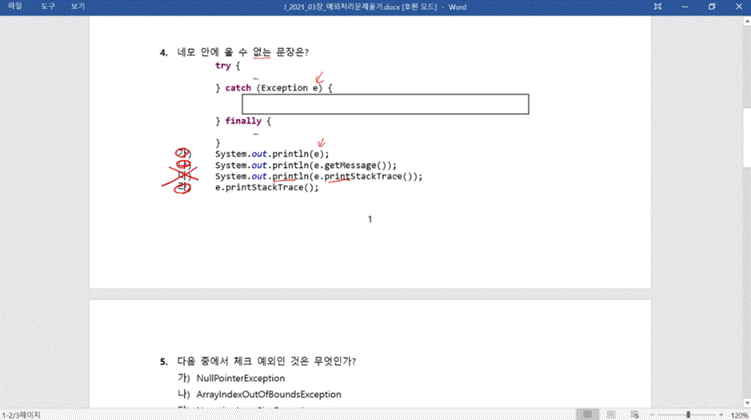 파일 도구 보기 J_2021_03장_예외처리문제풀기.docx [호환 모드] - Word
4. 네모 안에 올 수 없는 문장은?
try {
…
} catch (Exception e) {
} finally {
…
}
가) System.out.println(e);
나) System.out.println(e.getMessage());
다) System.out.println(e.printStackTrace());
라) e.printStackTrace();
1
5. 다음 중에서 체크 예외인 것은 무엇인가?
가) NullPointerException
나) ArrayIndexOutOfBoundsException
1-2/3페이지 120%